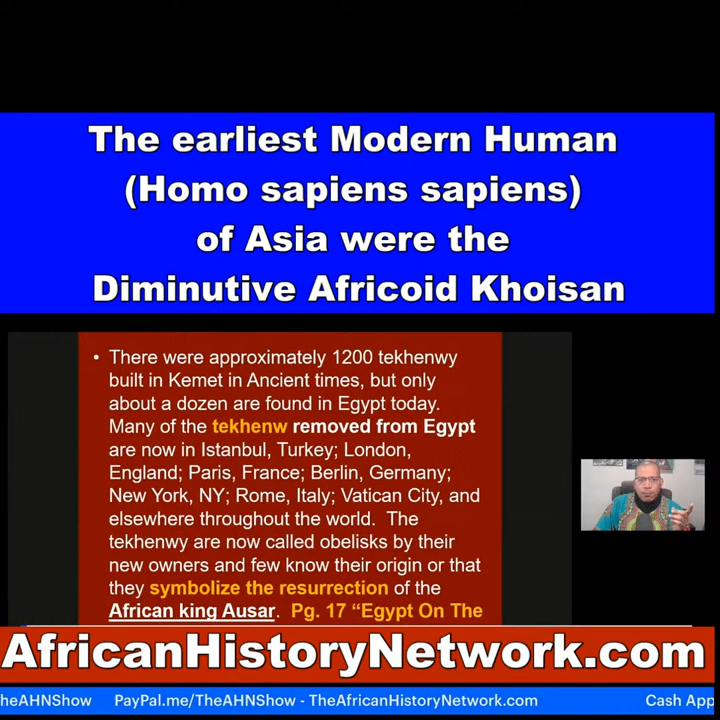 The earliest Modern Human
(Homo sapiens sapiens)
of Asia were the
Diminutive Africoid Khoisan
• There were approximately 1200 tekhenwy
built in Kemet in Ancient times, but only
about a dozen are found in Egypt today.
Many of the tekhenw removed from Egypt
are now in Istanbul, Turkey; London,
England; Paris, France; Berlin, Germany;
New York, NY; Rome, Italy; Vatican City, and
elsewhere throughout the world. The
tekhenwy are now called obelisks by their
new owners and few know their origin or that
they symbolize the resurrection of the
African king Ausar. Pg. 17 “Egypt On The
AfricanHistoryNetwork.com
heAHNShow PayPal.me/TheAHNShow - TheAfricanHistoryNetwork.com Cash App